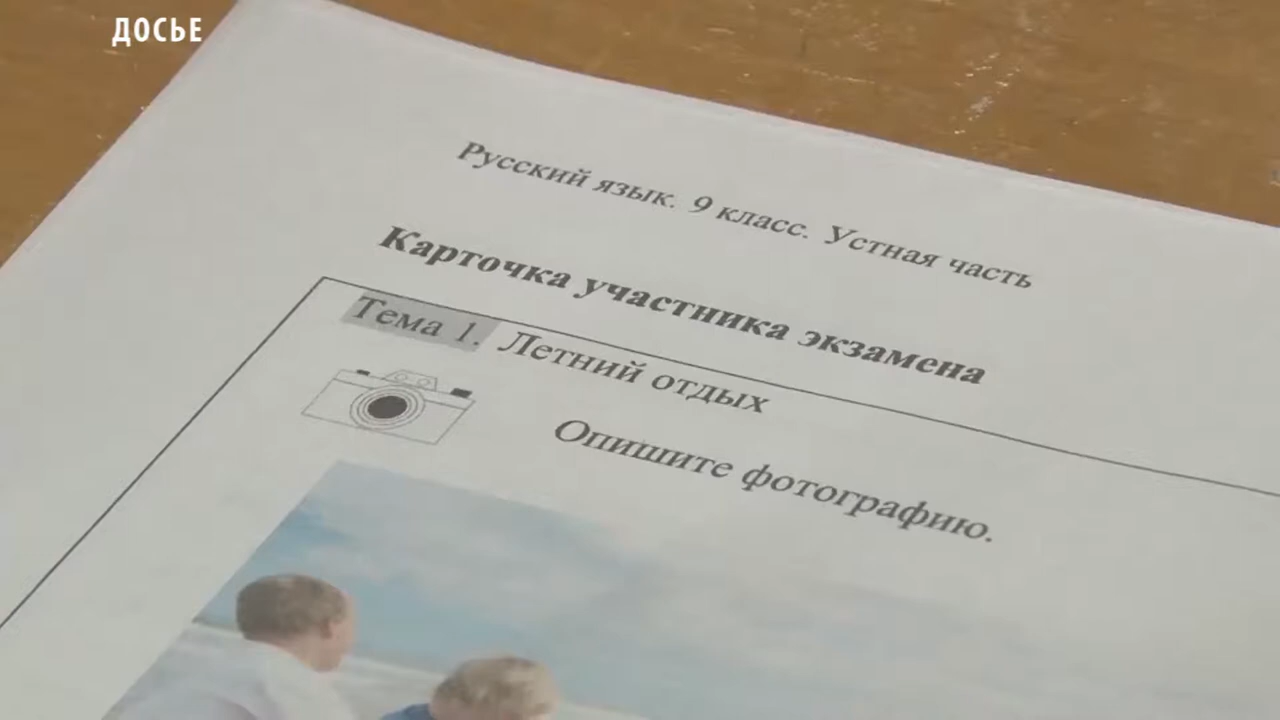 ДОСЬЕ
Русский язык. 9 класс. Устная часть
Карточка участника экзамена
Тема 1. Летний отдых
Опишите фотографию.